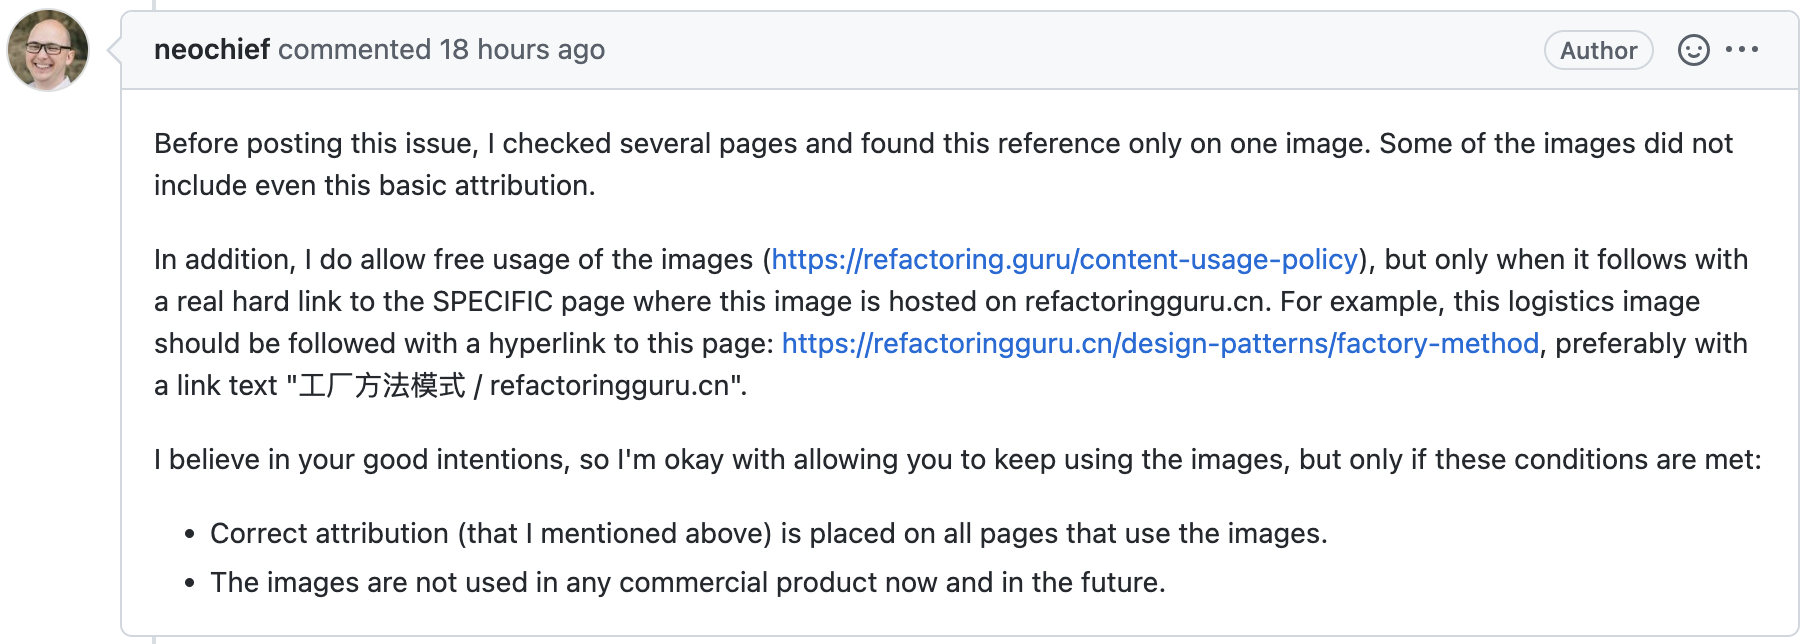 neochief commented 18 hours ago
Author
Before posting this issue, I checked several pages and found this reference only on one image. Some of the images did not
include even this basic attribution.
In addition, I do allow free usage of the images (https://refactoring.guru/content-usage-policy), but only when it follows with
a real hard link to the SPECIFIC page where this image is hosted on refactoringguru.cn. For example, this logistics image
should be followed with a hyperlink to this page: https://refactoringguru.cn/design-patterns/factory-method, preferably with
a link text "工厂方法模式 / refactoringguru.cn".
I believe in your good intentions, so I'm okay with allowing you to keep using the images, but only if these conditions are met:
• Correct attribution (that I mentioned above) is placed on all pages that use the images.
• The images are not used in any commercial product now and in the future.